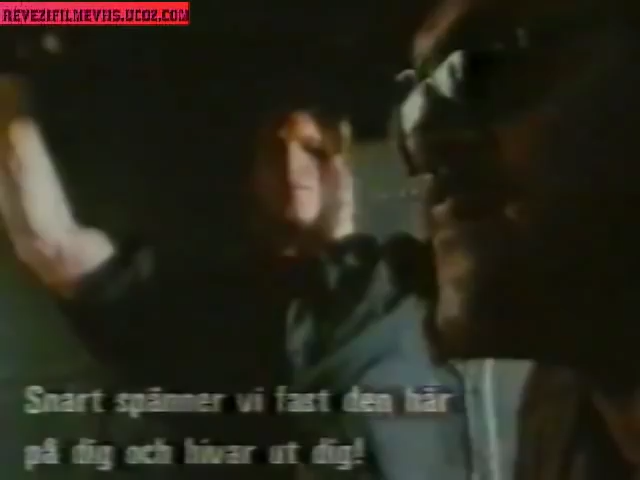 REVEZIFILMEVHS.UCOZ.COM
Snart spänner vi fast den här
på dig och hivar ut dig!